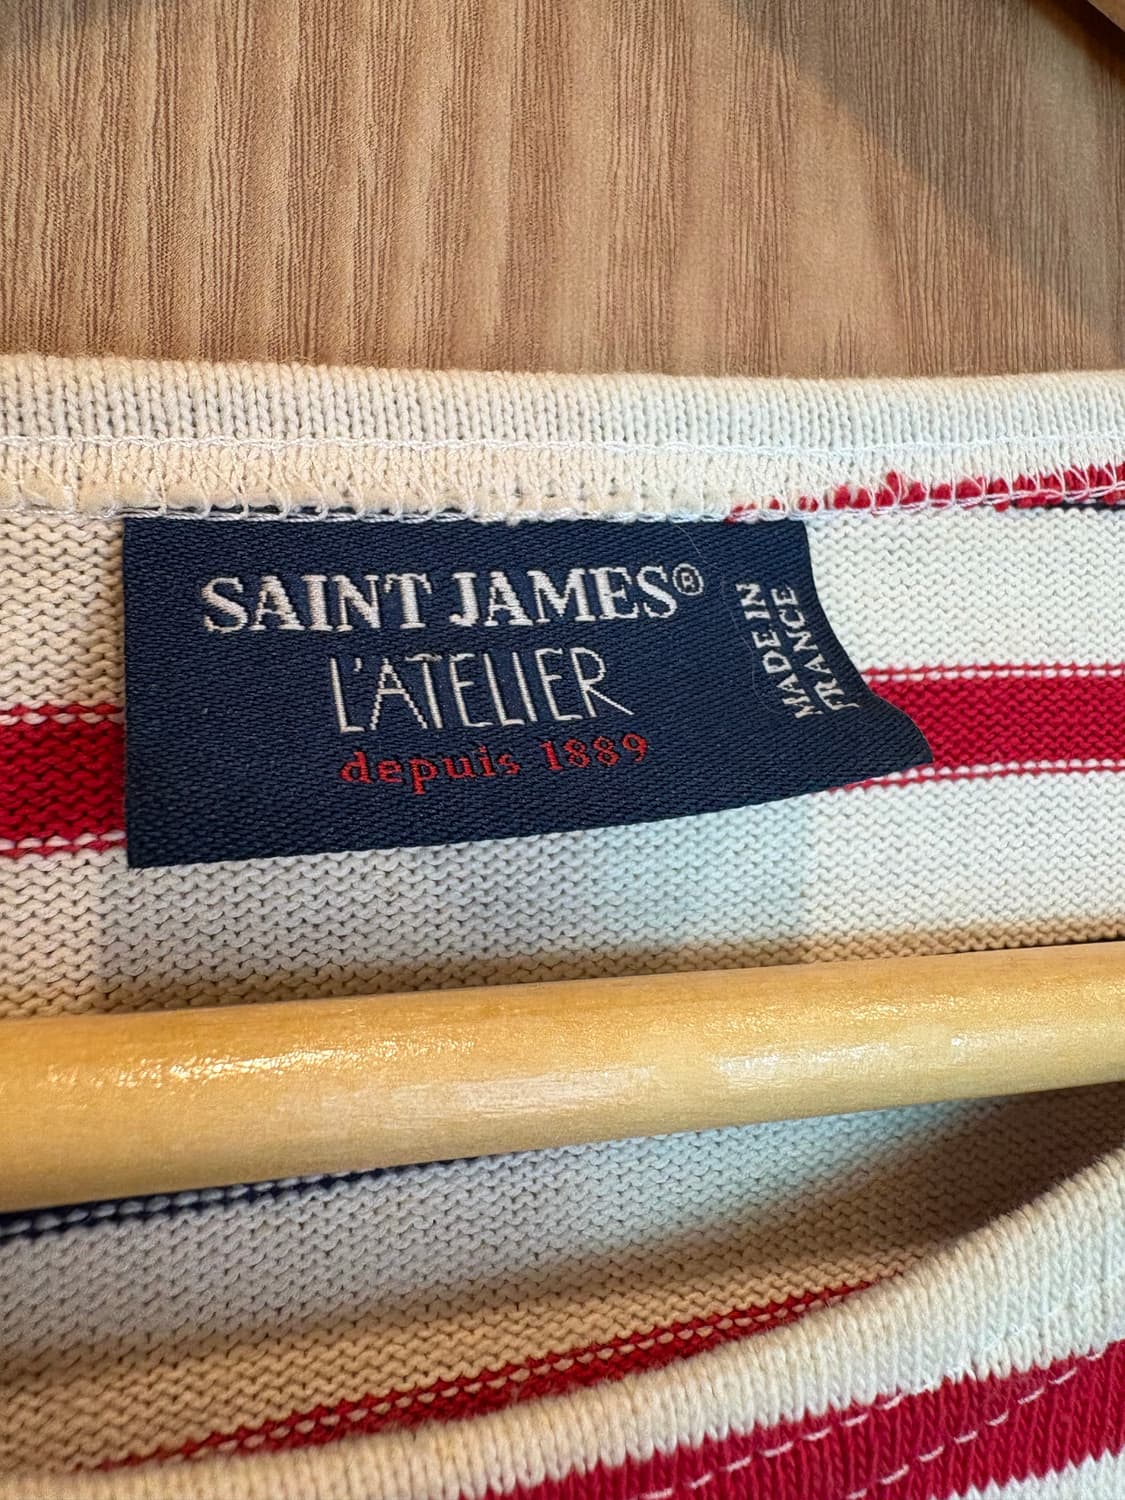 SAINT JAMES®
L'ATELIER
depuis 1889
MADE IN
FRANCE